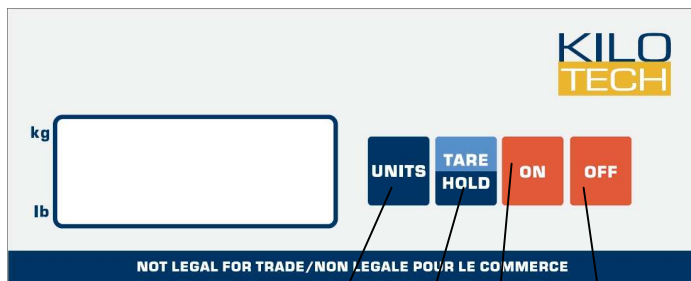 KILO
TECH
kg
UNITS
TARE
HOLD
ON
OFF
lb
NOT LEGAL FOR TRADE/NON LEGALE POUR LE COMMERCE